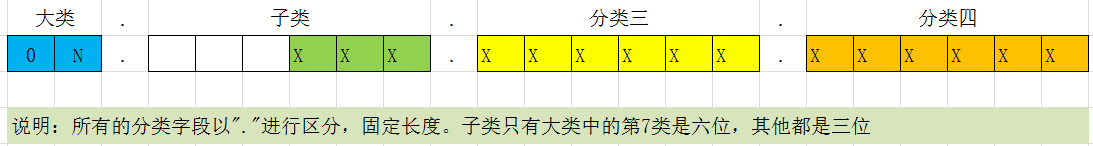 大类 . 子类 . 分类三 . 分类四
0 N . X X X . X X X X X X . X X X X X X
说明：所有的分类字段以"."进行区分，固定长度。子类只有大类中的第7类是六位，其他都是三位